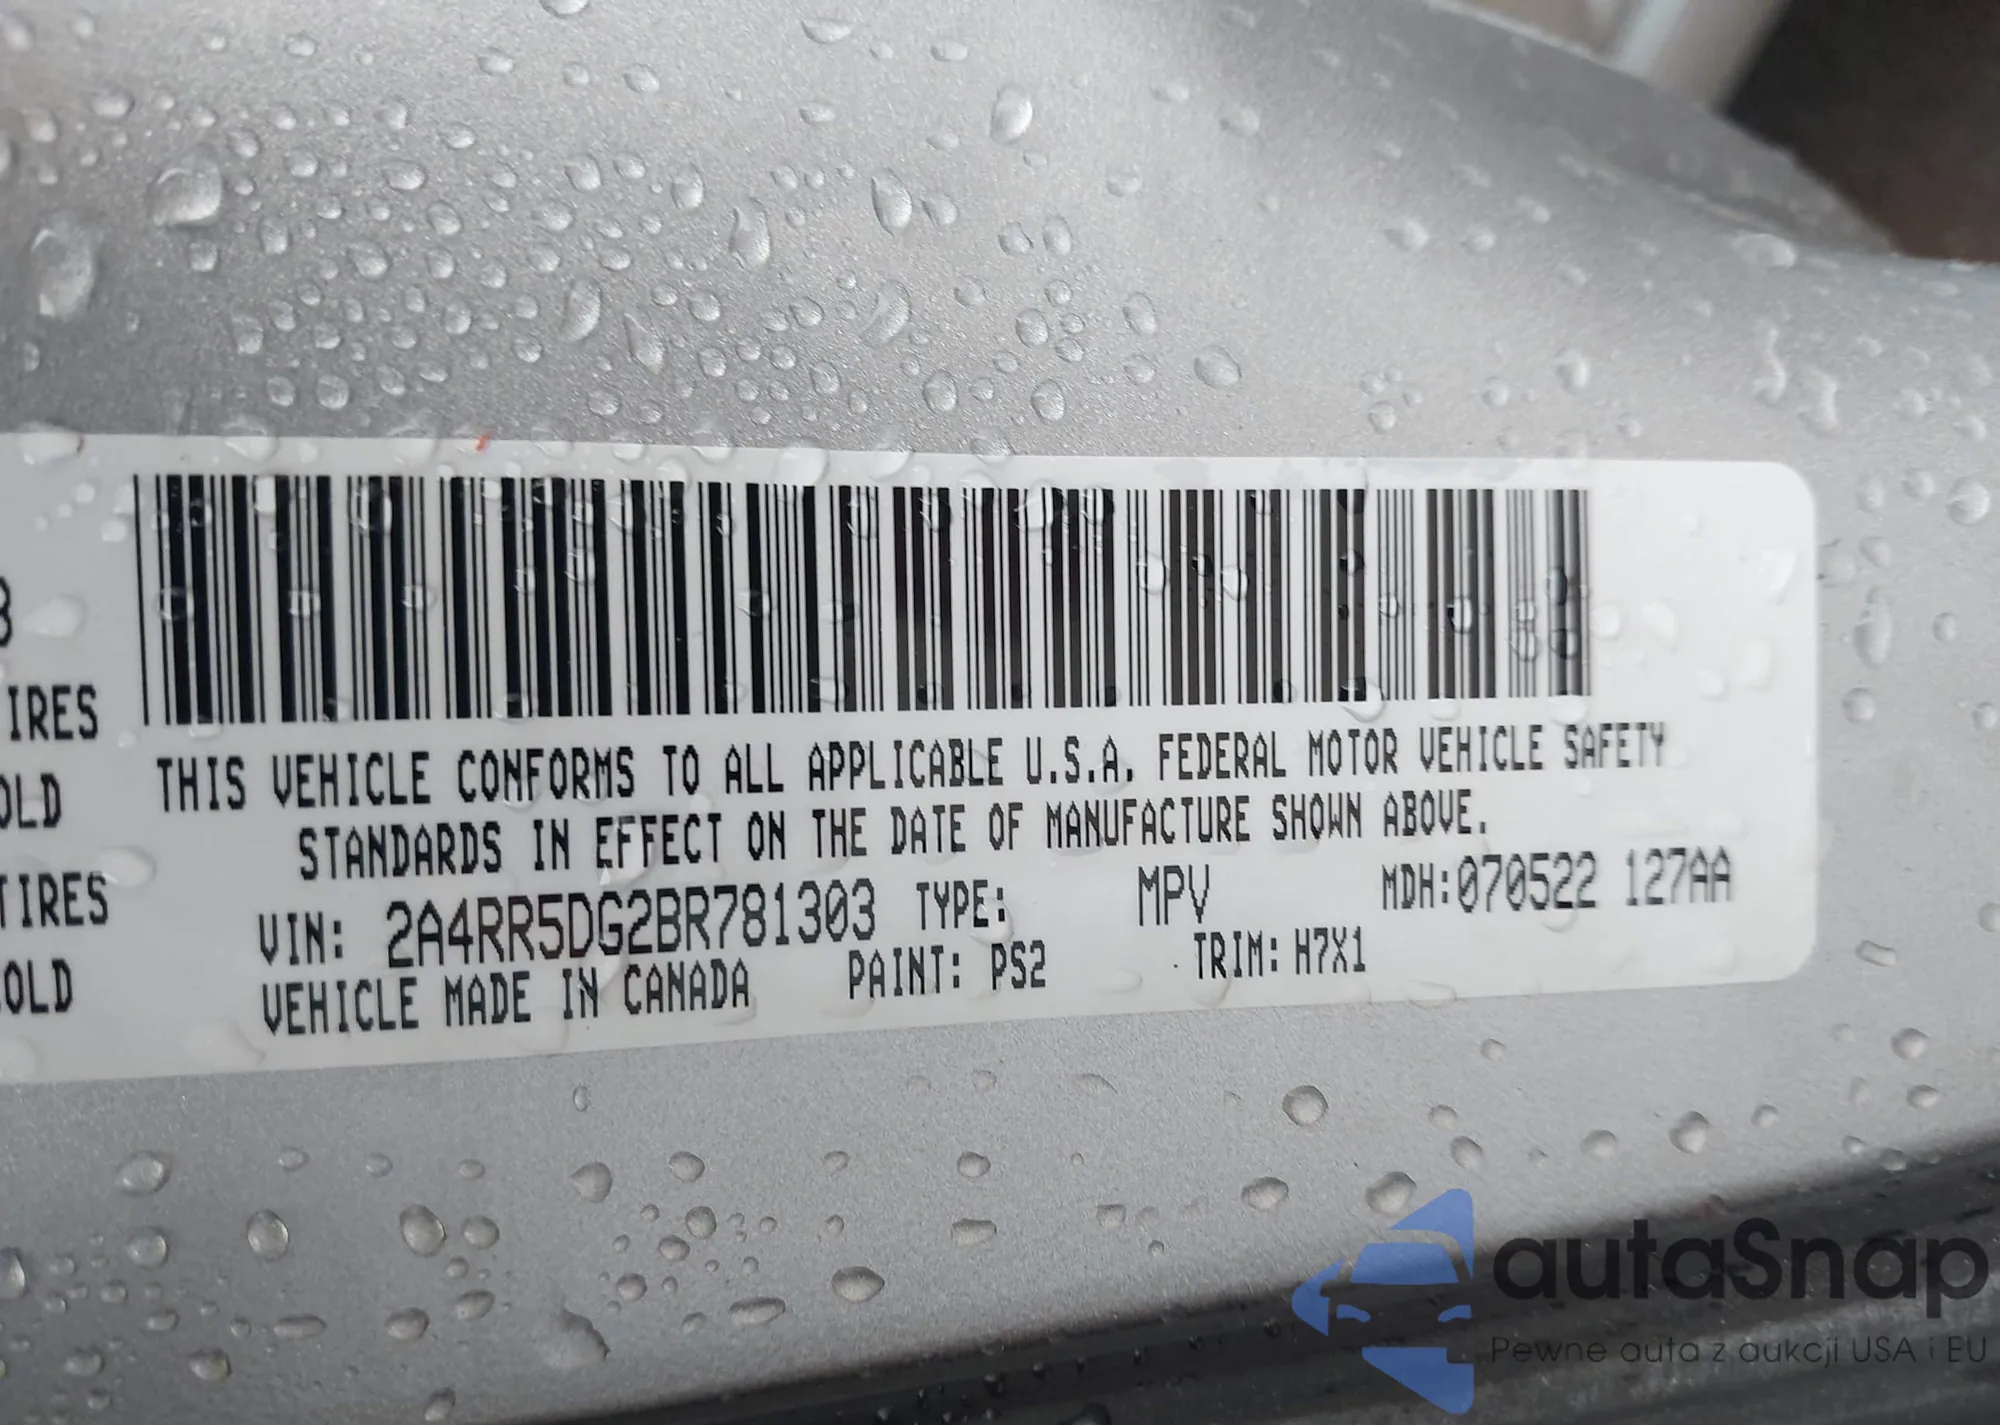 8
IRES
OLD
TIRES
OLD
THIS VEHICLE CONFORMS TO ALL APPLICABLE U.S.A. FEDERAL MOTOR VEHICLE SAFETY
STANDARDS IN EFFECT ON THE DATE OF MANUFACTURE SHOWN ABOVE.
VIN: 2A4RR5DG2BR781303 TYPE: MPV MDH:070522 127AA
VEHICLE MADE IN CANADA PAINT: PS2 TRIM: H7X1
autaSnap
Pewne auta z aukcji USA i EU